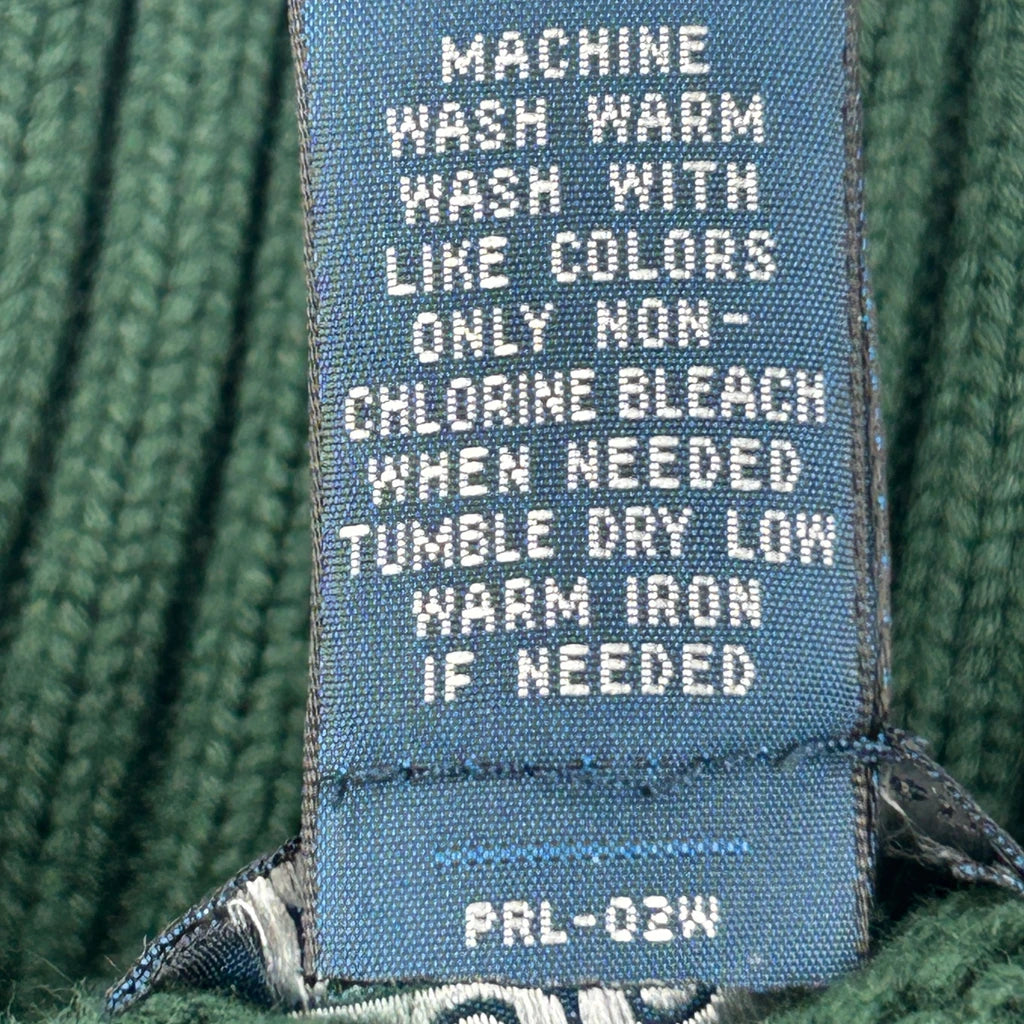 MACHINE
WASH WARM
WASH WITH
LIKE COLORS
ONLY NON-
CHLORINE BLEACH
WHEN NEEDED
TUMBLE DRY LOW
WARM IRON
IF NEEDED
PRL-02W